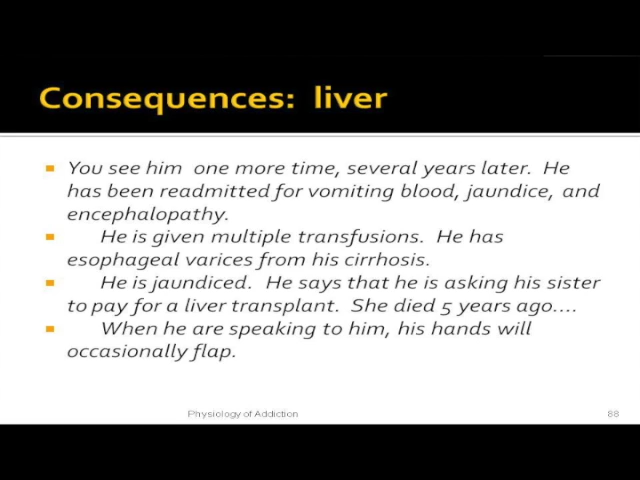 Consequences: liver
You see him one more time, several years later. He
has been readmitted for vomiting blood, jaundice, and
encephalopathy.
He is given multiple transfusions. He has
esophageal varices from his cirrhosis.
He is jaundiced. He says that he is asking his sister
to pay for a liver transplant. She died 5 years ago....
When he are speaking to him, his hands will
occasionally flap.
Physiology of Addiction 88